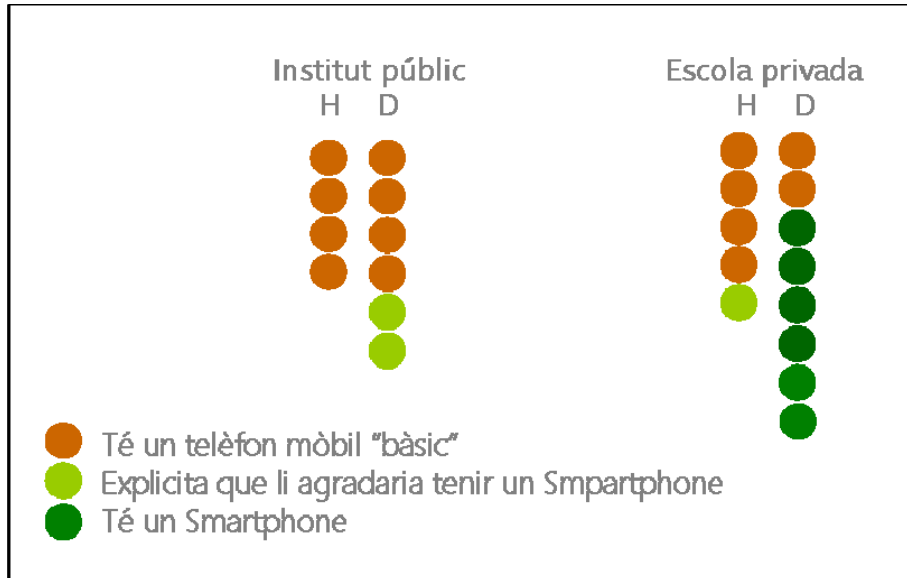 Institut públic
H D
Escola privada
H D
Té un telèfon mòbil "bàsic"
Explicita que li agradaria tenir un Smpartphone
Té un Smartphone